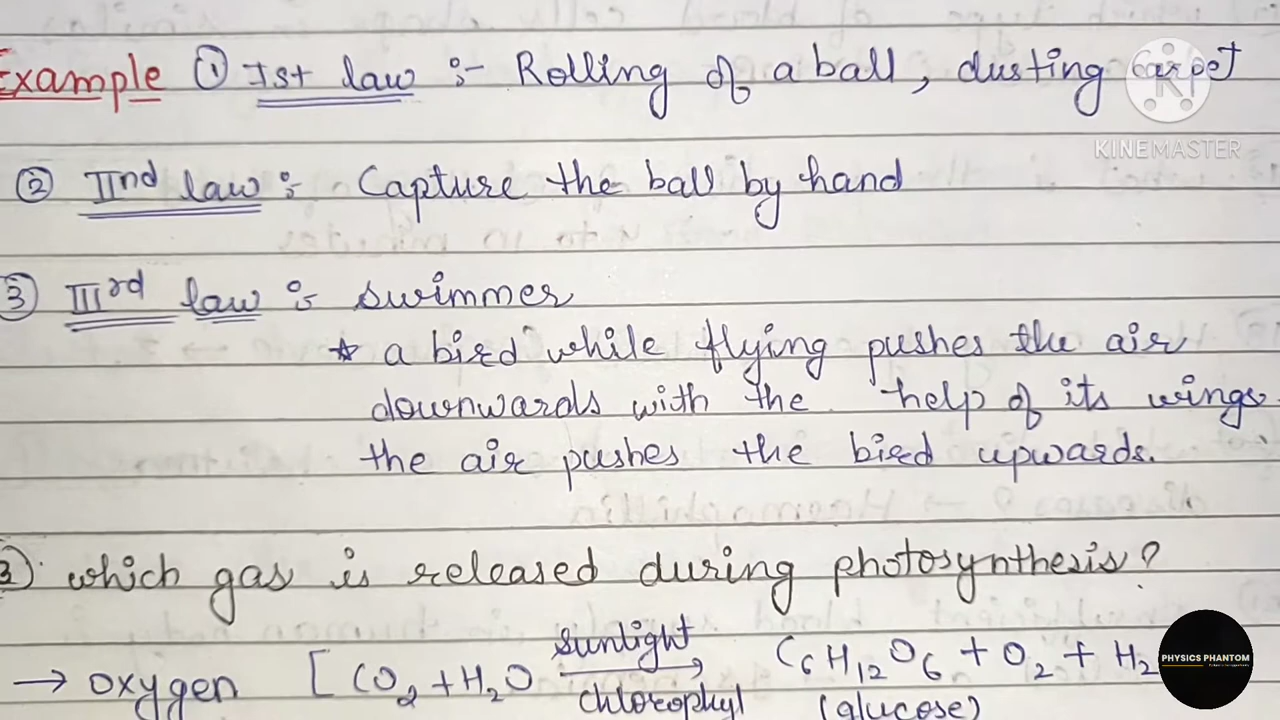 Example ① Ist law :- Rolling of a ball, dusting carpet
KINEMASTER
② IInd law :- Capture the ball by hand
③ IIIrd law :- swimmer
☆ a bird while flying pushes the air
downwards with the help of its wings.
the air pushes the bird upwards.
which gas is released during photosynthesis?
→ oxygen [ CO2 + H2O sunlight → chlorophyl C6H12O6 + O2 + H2
(glucose)
PHYSICS PHANTOM